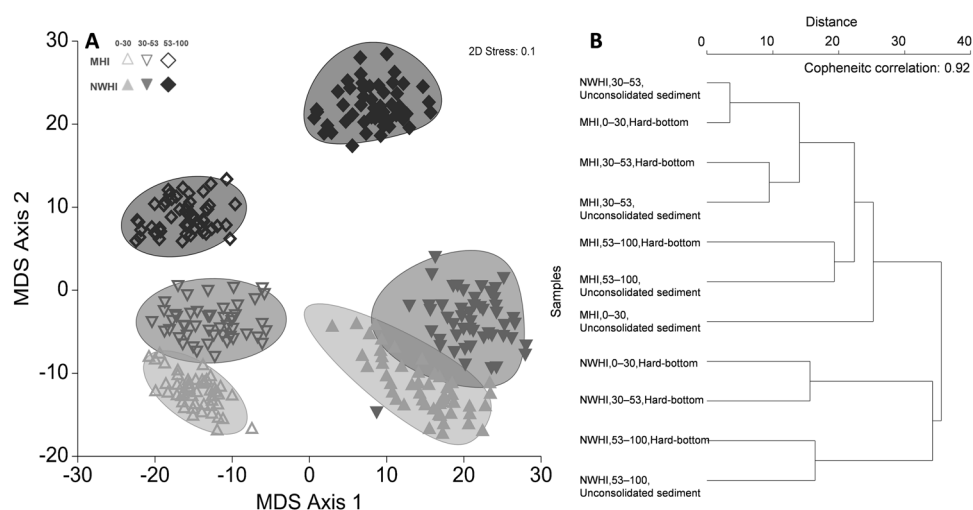 A
0-30 30-53 53-100
MHI
NWHI
2D Stress: 0.1
30
20
10
0
-10
-20
MDS Axis 2
-30 -20 -10 0 10 20 30
MDS Axis 1
B
Distance
0 10 20 30 40
Copheneitc correlation: 0.92
Samples
NWHI,30–53,
Unconsolidated sediment
MHI,0–30,Hard-bottom
MHI,30–53,Hard-bottom
MHI,30–53,
Unconsolidated sediment
MHI,53–100,Hard-bottom
MHI,53–100,
Unconsolidated sediment
MHI,0–30,
Unconsolidated sediment
NWHI,0–30,Hard-bottom
NWHI,30–53,Hard-bottom
NWHI,53–100,Hard-bottom
NWHI,53–100,
Unconsolidated sediment